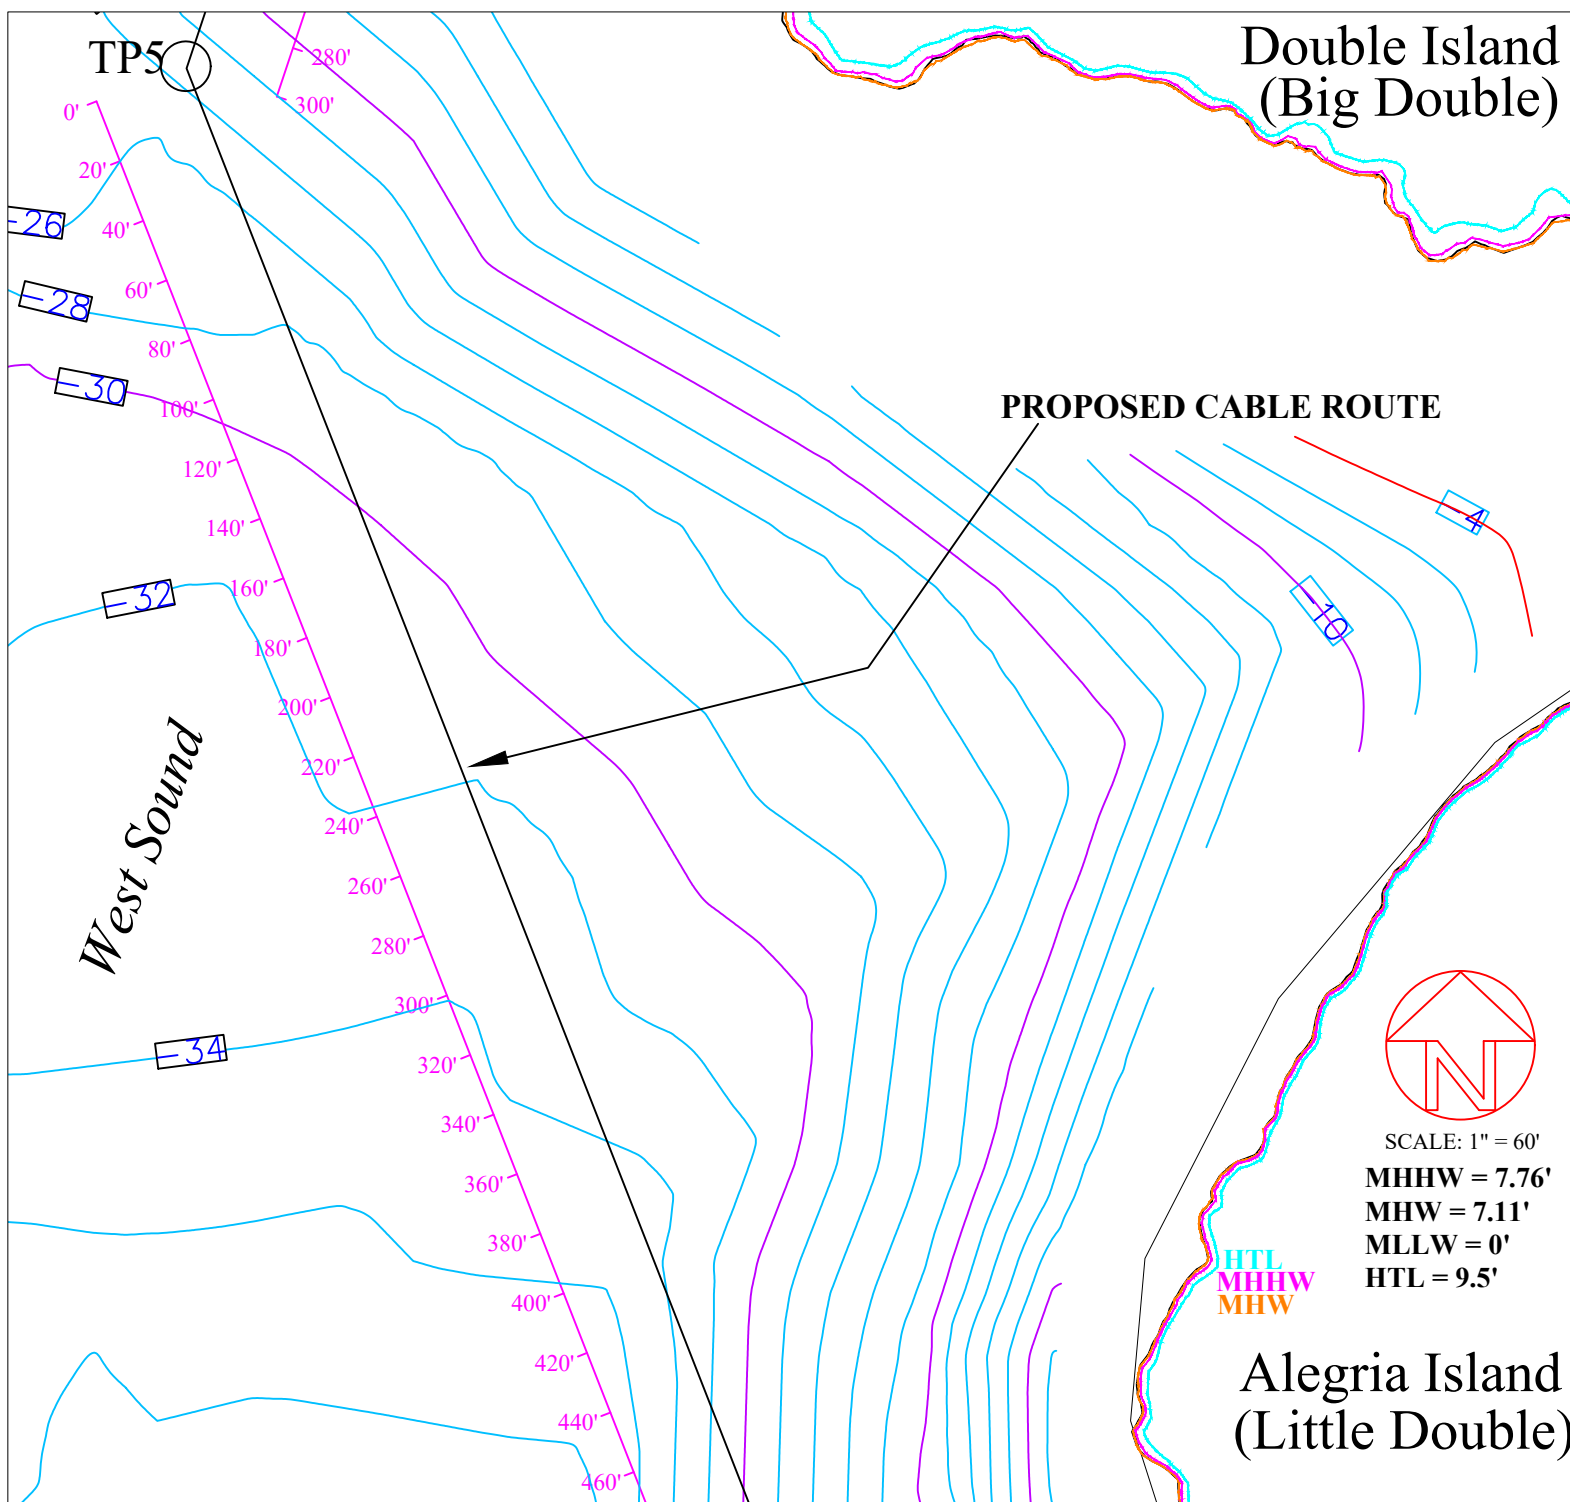 Double Island
(Big Double)
TP5
280'
300'
0'
20'
40'
60'
80'
100'
120'
140'
160'
180'
200'
220'
240'
260'
280'
300'
320'
340'
360'
380'
400'
420'
440'
460'
-26
-28
-30
-32
-34
PROPOSED CABLE ROUTE
-4
-10
West Sound
N
SCALE: 1" = 60'
MHHW = 7.76'
MHW = 7.11'
MLLW = 0'
HTL = 9.5'
HTL
MHHW
MHW
Alegria Island
(Little Double)